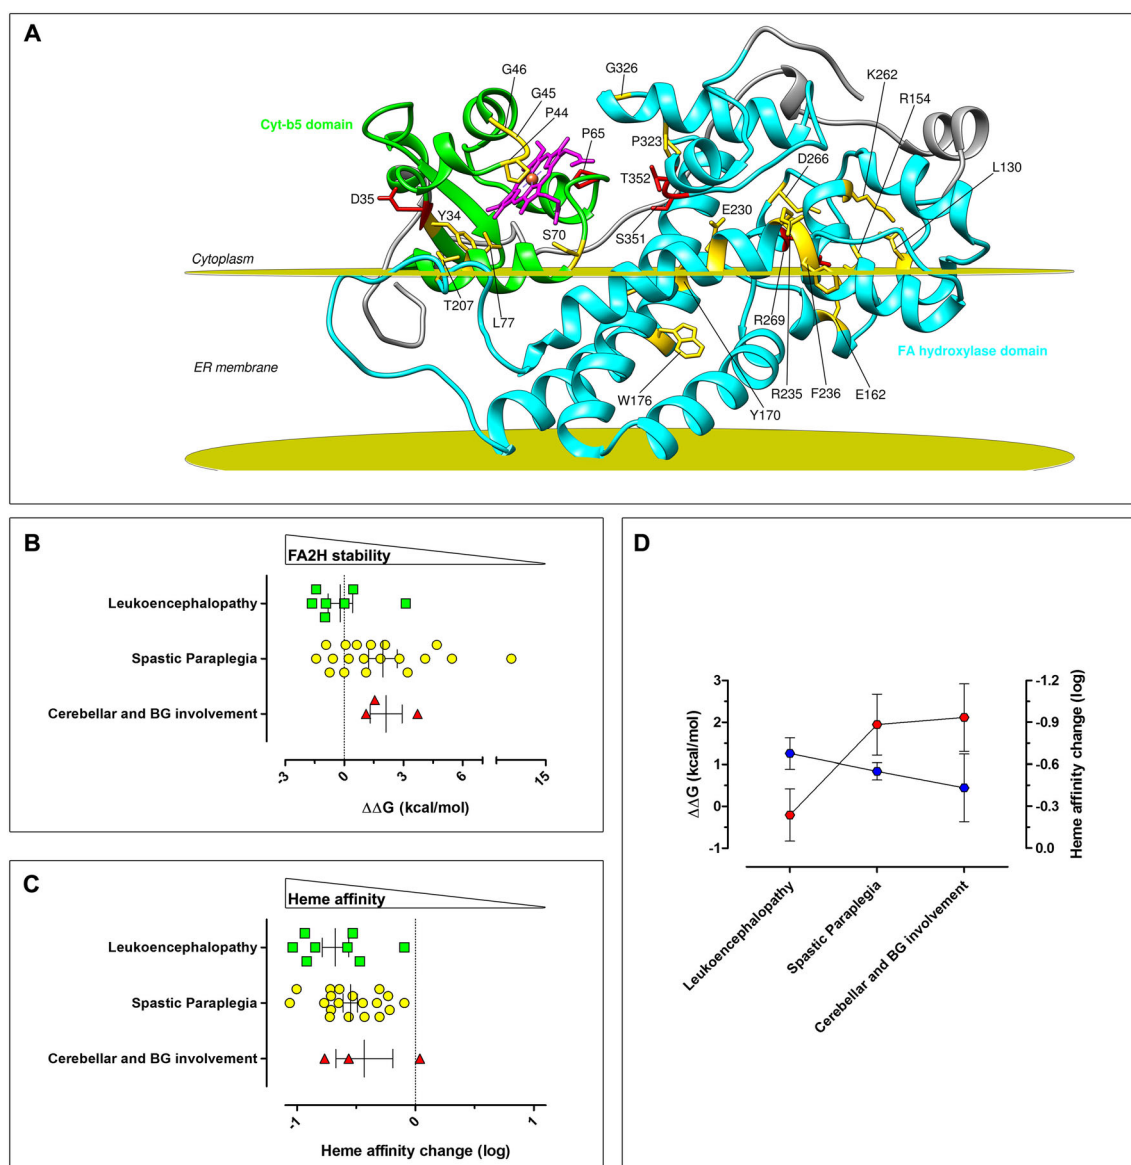 A
G46
G326
K262
G45
R154
Cyt-b5 domain
P44
P65
P323
D266
L130
T352
D35
E230
Y34
S70
S351
Cytoplasm
T207
L77
R269
FA hydroxylase domain
ER membrane
W176
R235
F236
E162
Y170
B
FA2H stability
Leukoencephalopathy
Spastic Paraplegia
Cerebellar and BG involvement
-3
0
3
6
15
ΔΔG (kcal/mol)
C
Heme affinity
Leukoencephalopathy
Spastic Paraplegia
Cerebellar and BG involvement
-1
0
1
Heme affinity change (log)
D
3
2
1
0
-1
ΔΔG (kcal/mol)
-1.2
-0.9
-0.6
-0.3
0.0
Heme affinity change (log)
Leukoencephalopathy
Spastic Paraplegia
Cerebellar and BG involvement